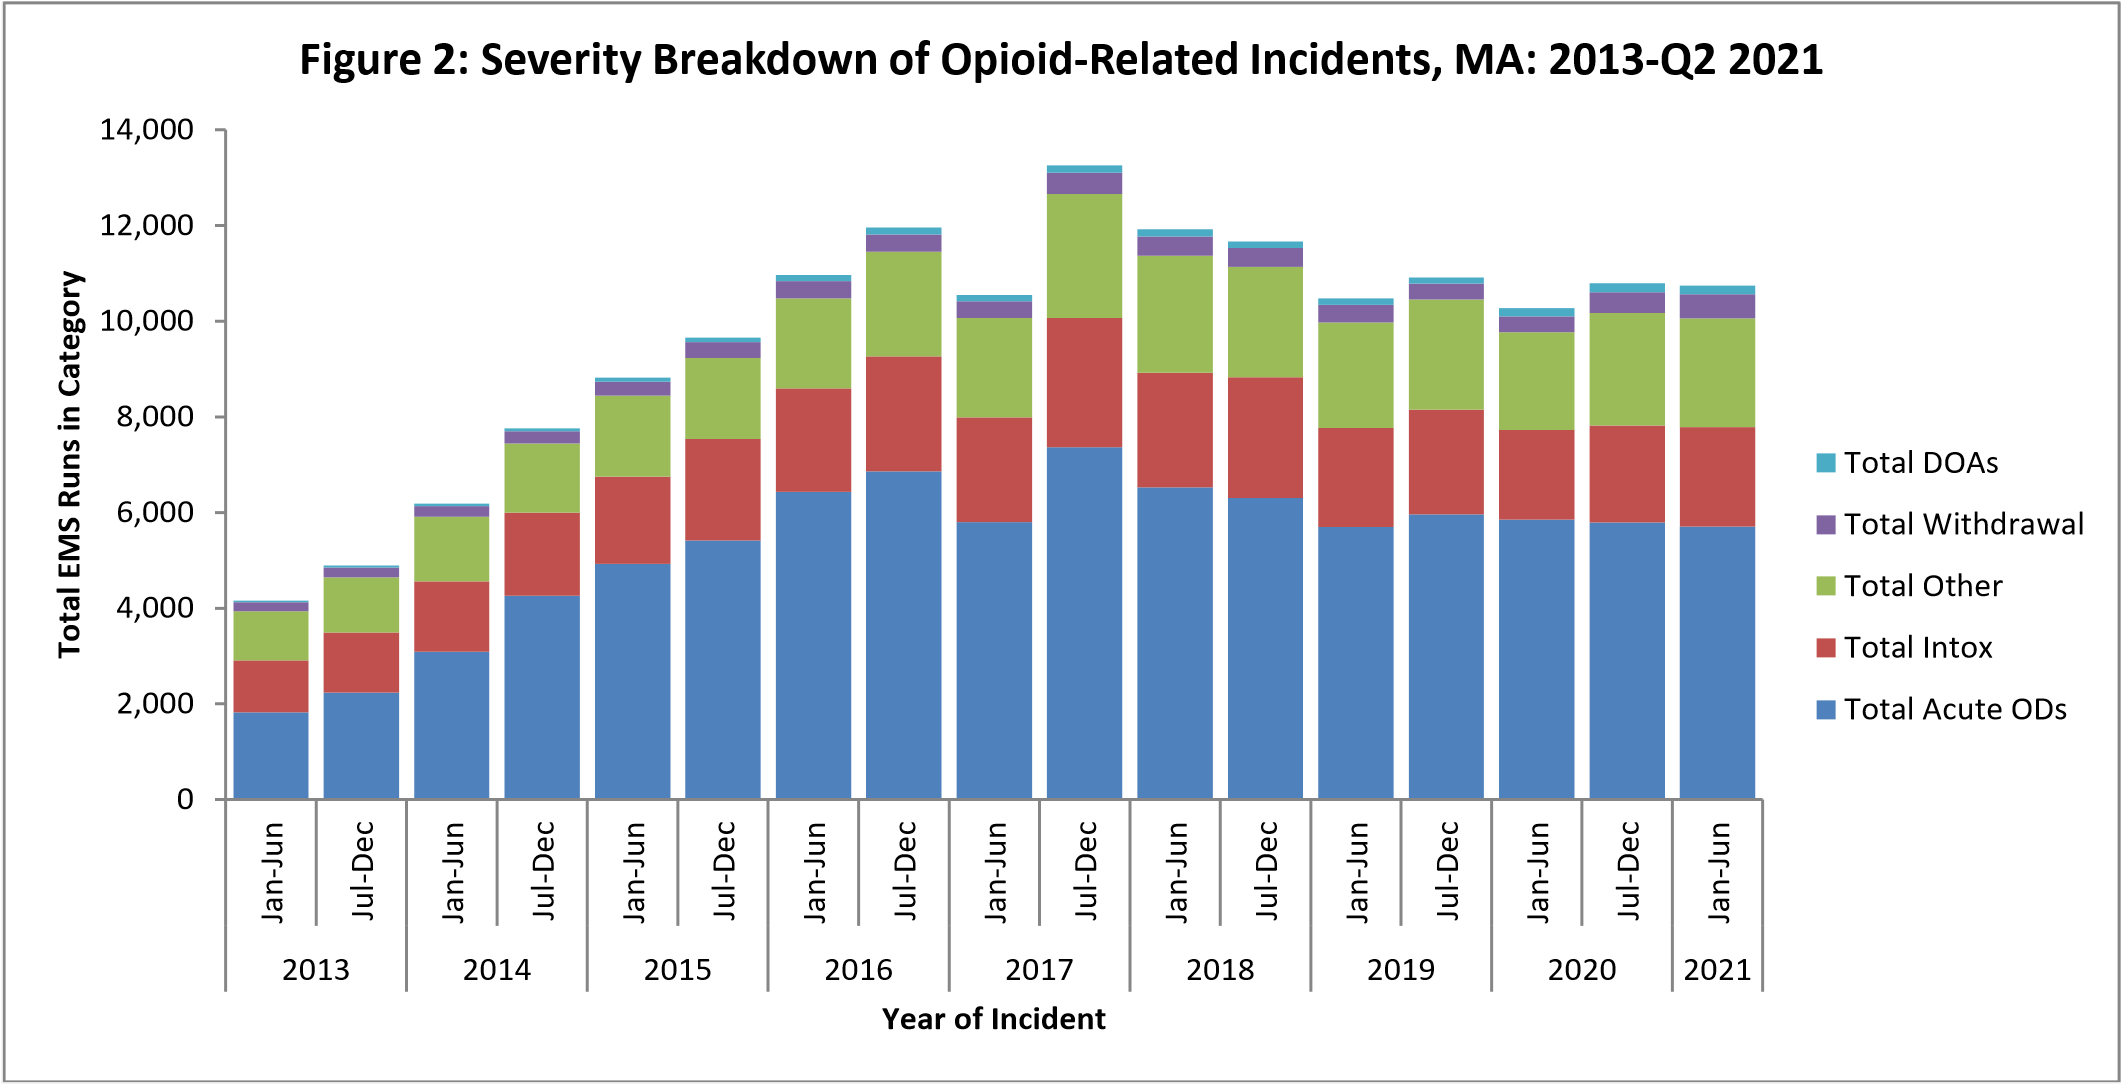 Figure 2: Severity Breakdown of Opioid-Related Incidents, MA: 2013-Q2 2021
Total EMS Runs in Category
14,000
12,000
10,000
8,000
6,000
4,000
2,000
0
Total DOAs
Total Withdrawal
Total Other
Total Intox
Total Acute ODs
Jan-Jun
Jul-Dec
Jan-Jun
Jul-Dec
Jan-Jun
Jul-Dec
Jan-Jun
Jul-Dec
Jan-Jun
Jul-Dec
Jan-Jun
Jul-Dec
Jan-Jun
Jul-Dec
Jan-Jun
Jul-Dec
Jan-Jun
2013 2014 2015 2016 2017 2018 2019 2020 2021
Year of Incident